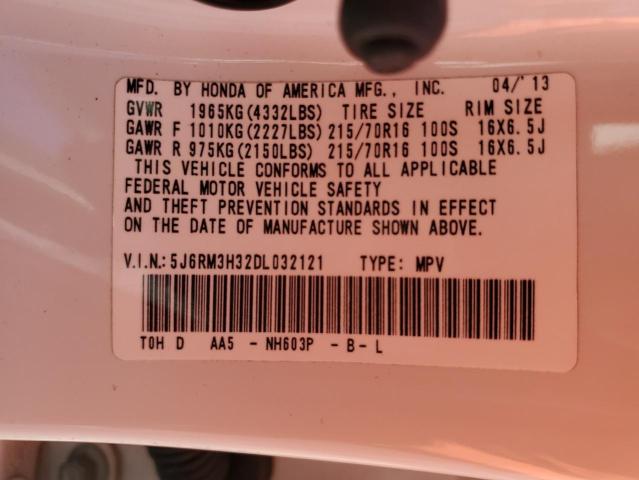 MFD. BY HONDA OF AMERICA MFG., INC. 04/'13
GVWR 1965KG(4332LBS) TIRE SIZE RIM SIZE
GAWR F 1010KG(2227LBS) 215/70R16 100S 16X6.5J
GAWR R 975KG(2150LBS) 215/70R16 100S 16X6.5J
THIS VEHICLE CONFORMS TO ALL APPLICABLE
FEDERAL MOTOR VEHICLE SAFETY
AND THEFT PREVENTION STANDARDS IN EFFECT
ON THE DATE OF MANUFACTURE SHOWN ABOVE.
V.I.N.: 5J6RM3H32DL032121 TYPE: MPV
T0H D AA5 - NH603P - B - L